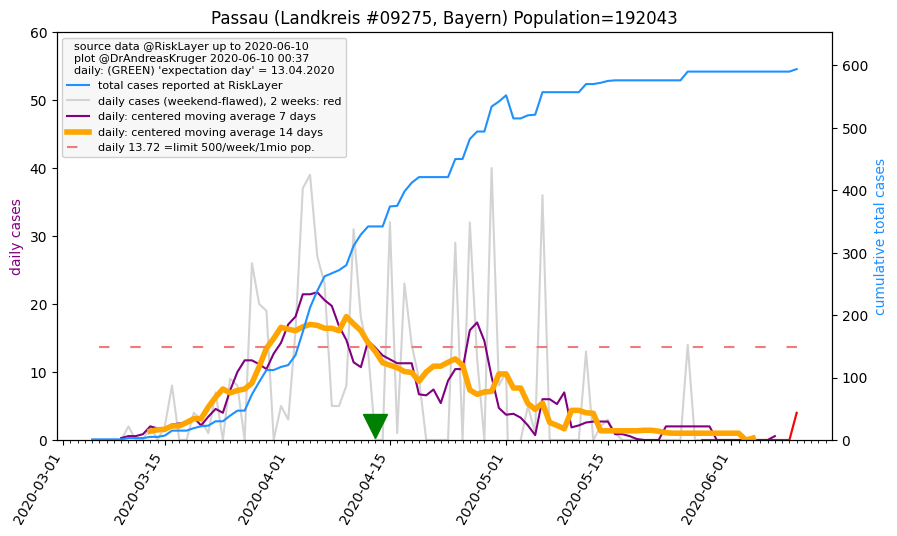 Passau (Landkreis #09275, Bayern) Population=192043
source data @RiskLayer up to 2020-06-10
plot @DrAndreasKruger 2020-06-10 00:37
daily: (GREEN) 'expectation day' = 13.04.2020
total cases reported at RiskLayer
daily cases (weekend-flawed), 2 weeks: red
daily: centered moving average 7 days
daily: centered moving average 14 days
daily 13.72 =limit 500/week/1mio pop.
daily cases
60
50
40
30
20
10
0
cumulative total cases
600
500
400
300
200
100
0
2020-03-01
2020-03-15
2020-04-01
2020-04-15
2020-05-01
2020-05-15
2020-06-01